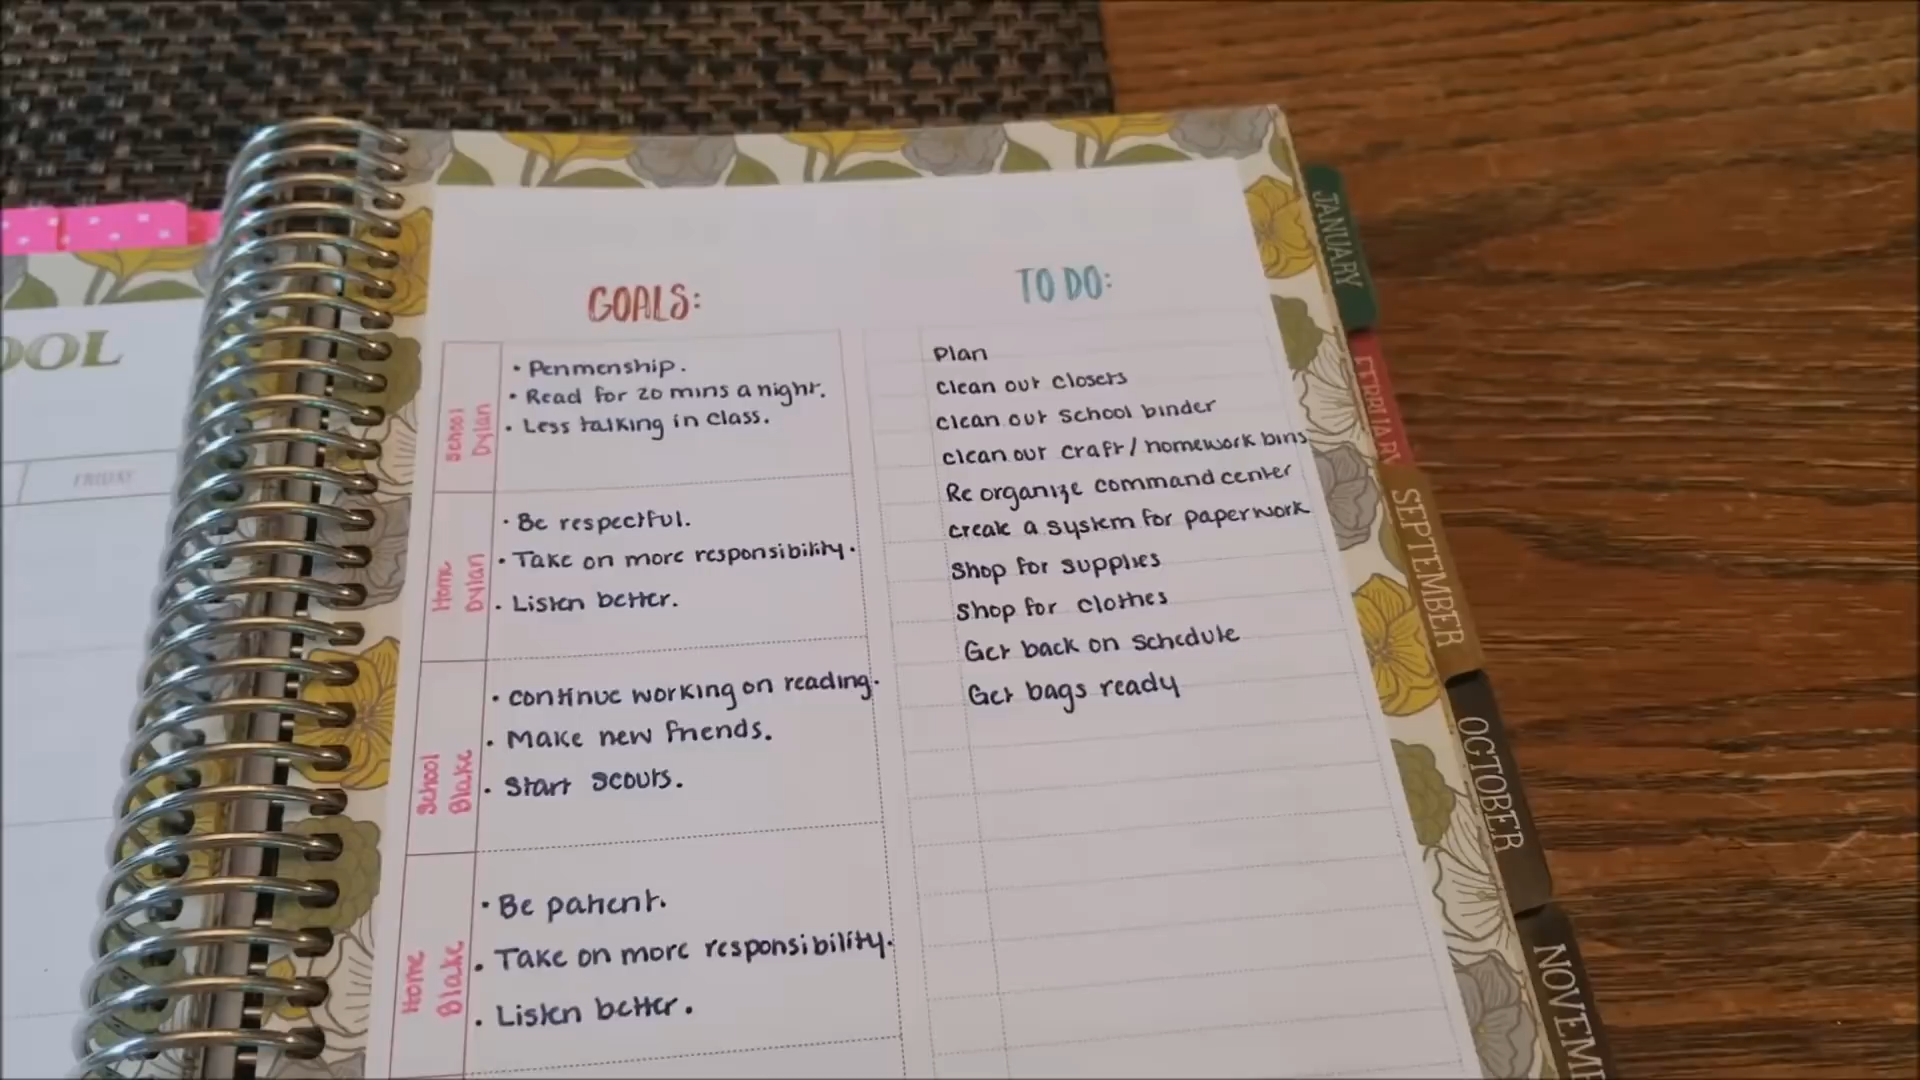 OOL
FRIDAY
GOALS:
School Dylan
• Penmenship.
• Read for 20 mins a night.
• Less talking in class.
Home Dylan
• Be respectful.
• Take on more responsibility.
• Listen better.
School Blake
• continue working on reading.
• Make new friends.
• Start scouts.
Home Blake
• Be patient.
• Take on more responsibility.
• Listen better.
TO DO:
Plan
clean out closets
clean out school binder
clean out craft / homework bins
Re organize command center
create a system for paperwork
Shop for supplies
Shop for clothes
Get back on schedule
Get bags ready
JANUARY
FEBRUARY
SEPTEMBER
OCTOBER
NOVEM